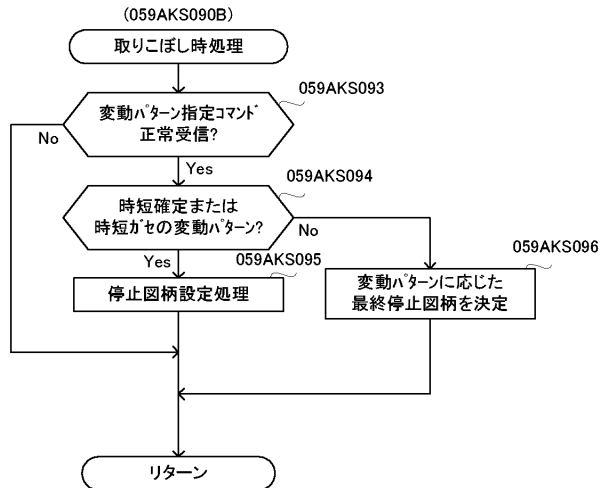 (059AKS090B)
取りこぼし時処理
059AKS093
変動パターン指定コマンド
正常受信?
No
Yes
059AKS094
時短確定または
時短ガセの変動パターン?
No
Yes
059AKS095
停止図柄設定処理
059AKS096
変動パターンに応じた
最終停止図柄を決定
リターン